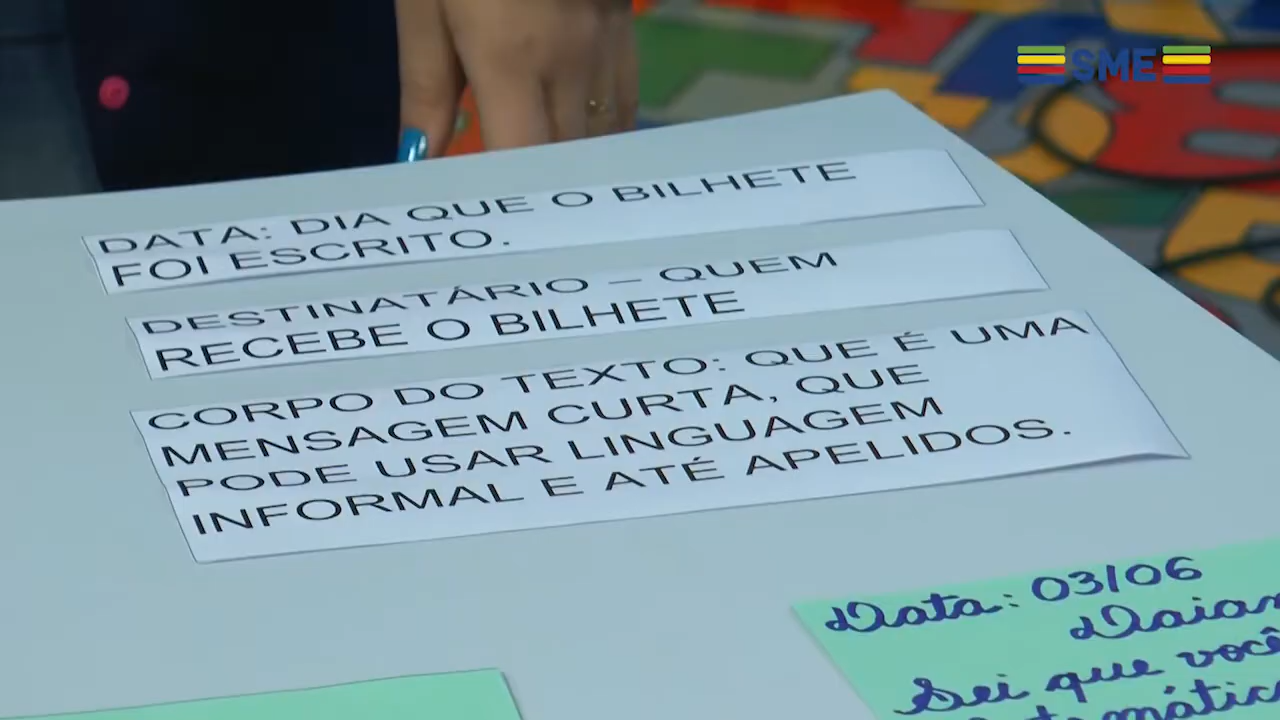 SME
DATA: DIA QUE O BILHETE
FOI ESCRITO.
DESTINATÁRIO – QUEM
RECEBE O BILHETE
CORPO DO TEXTO: QUE É UMA
MENSAGEM CURTA, QUE
PODE USAR LINGUAGEM
INFORMAL E ATÉ APELIDOS.
Data: 03/06
Sei que você